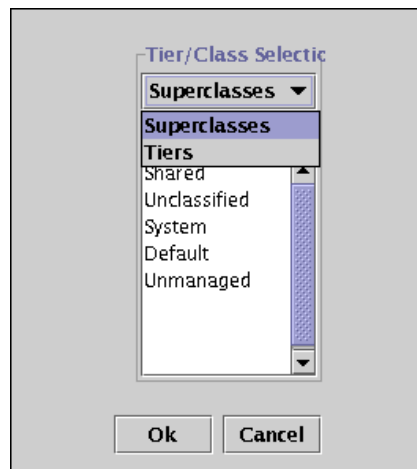 Tier/Class Selectic
Superclasses
Superclasses
Tiers
Shared
Unclassified
System
Default
Unmanaged
Ok
Cancel